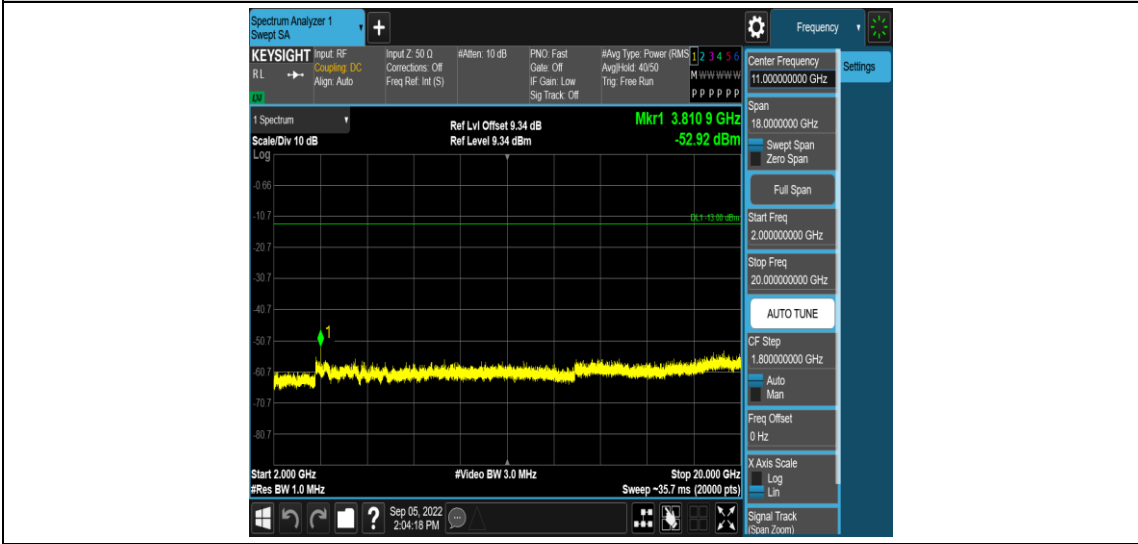 Spectrum Analyzer 1
Swept SA
+
Frequency
KEYSIGHT
RL
Input: RF
Coupling: DC
Align: Auto
Input Z: 50 Ω
Corrections: Off
Freq Ref: Int (S)
#Atten: 10 dB
PNO: Fast
Gate: Off
IF Gain: Low
Sig Track: Off
#Avg Type: Power (RMS
Avg|Hold: 40/50
Trig: Free Run
1 2 3 4 5 6
M W W W W W
P P P P P P
1 Spectrum
Scale/Div 10 dB
Log
Ref Lvl Offset 9.34 dB
Ref Level 9.34 dBm
Mkr1 3.810 9 GHz
-52.92 dBm
-0.66
-10.7
DL1 -13.00 dBm
-20.7
-30.7
-40.7
1
-50.7
-60.7
-70.7
-80.7
Start 2.000 GHz
#Video BW 3.0 MHz
Stop 20.000 GHz
#Res BW 1.0 MHz
Sweep ~35.7 ms (20000 pts)
?
Sep 05, 2022
2:04:18 PM
Center Frequency
11.000000000 GHz
Settings
Span
18.0000000 GHz
Swept Span
Zero Span
Full Span
Start Freq
2.000000000 GHz
Stop Freq
20.000000000 GHz
AUTO TUNE
CF Step
1.800000000 GHz
Auto
Man
Freq Offset
0 Hz
X Axis Scale
Log
Lin
Signal Track
(Span Zoom)